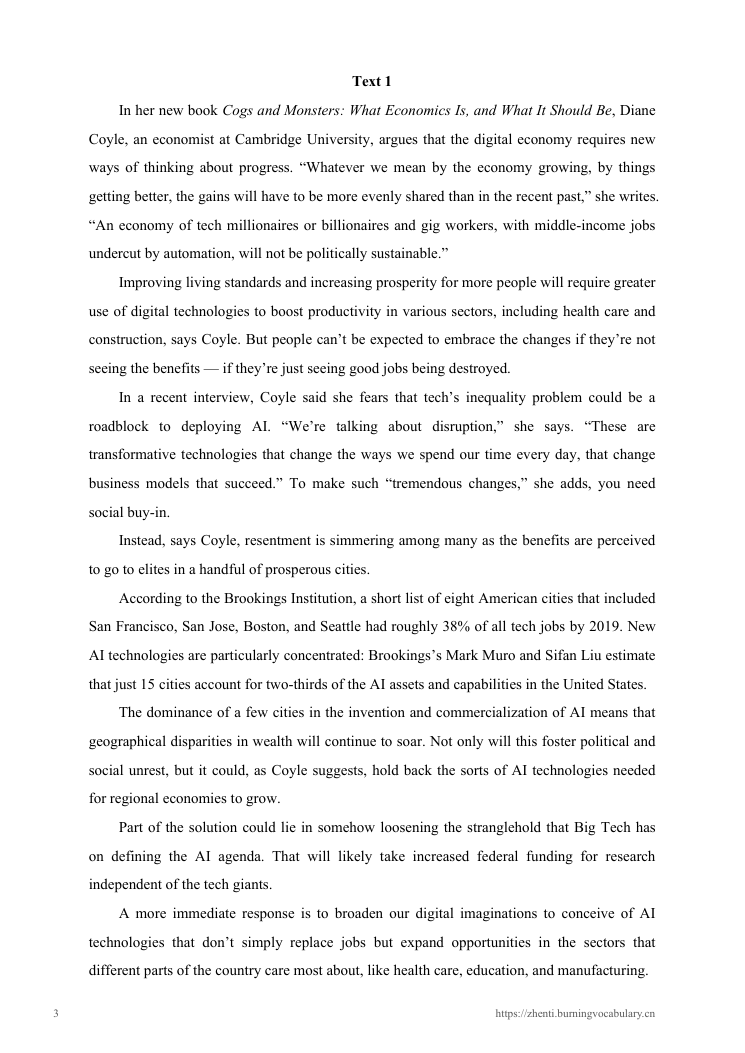 Text 1
In her new book Cogs and Monsters: What Economics Is, and What It Should Be, Diane
Coyle, an economist at Cambridge University, argues that the digital economy requires new
ways of thinking about progress. “Whatever we mean by the economy growing, by things
getting better, the gains will have to be more evenly shared than in the recent past,” she writes.
“An economy of tech millionaires or billionaires and gig workers, with middle-income jobs
undercut by automation, will not be politically sustainable.”
Improving living standards and increasing prosperity for more people will require greater
use of digital technologies to boost productivity in various sectors, including health care and
construction, says Coyle. But people can’t be expected to embrace the changes if they’re not
seeing the benefits — if they’re just seeing good jobs being destroyed.
In a recent interview, Coyle said she fears that tech’s inequality problem could be a
roadblock to deploying AI. “We’re talking about disruption,” she says. “These are
transformative technologies that change the ways we spend our time every day, that change
business models that succeed.” To make such “tremendous changes,” she adds, you need
social buy-in.
Instead, says Coyle, resentment is simmering among many as the benefits are perceived
to go to elites in a handful of prosperous cities.
According to the Brookings Institution, a short list of eight American cities that included
San Francisco, San Jose, Boston, and Seattle had roughly 38% of all tech jobs by 2019. New
AI technologies are particularly concentrated: Brookings’s Mark Muro and Sifan Liu estimate
that just 15 cities account for two-thirds of the AI assets and capabilities in the United States.
The dominance of a few cities in the invention and commercialization of AI means that
geographical disparities in wealth will continue to soar. Not only will this foster political and
social unrest, but it could, as Coyle suggests, hold back the sorts of AI technologies needed
for regional economies to grow.
Part of the solution could lie in somehow loosening the stranglehold that Big Tech has
on defining the AI agenda. That will likely take increased federal funding for research
independent of the tech giants.
A more immediate response is to broaden our digital imaginations to conceive of AI
technologies that don’t simply replace jobs but expand opportunities in the sectors that
different parts of the country care most about, like health care, education, and manufacturing.
3
https://zhenti.burningvocabulary.cn